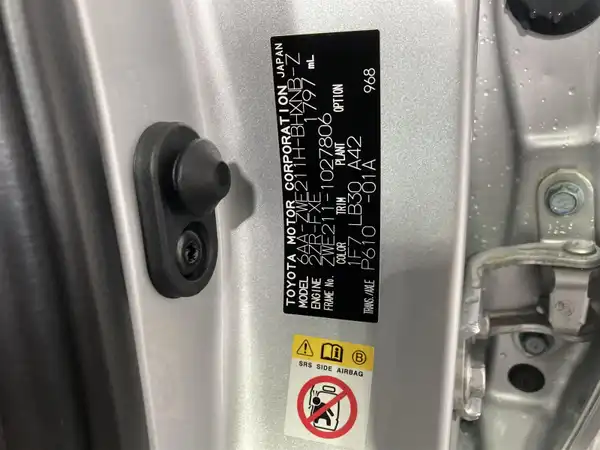 TOYOTA MOTOR CORPORATION JAPAN
MODEL 6AA-ZWE211H-BHXNB-Z
ENGINE 2ZR-FXE 1797 mL
FRAME No. ZWE211-1027806
COLOR TRIM PLANT OPTION
1F7 LB30 A42 968
TRANS./AXLE P610 -01A
B
SRS SIDE AIRBAG